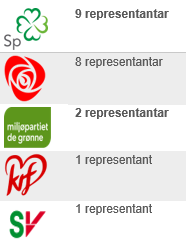 9 representantar
Sp
8 representantar
2 representantar
miljøpartiet
de grønne
1 representant
krf
1 representant
SV